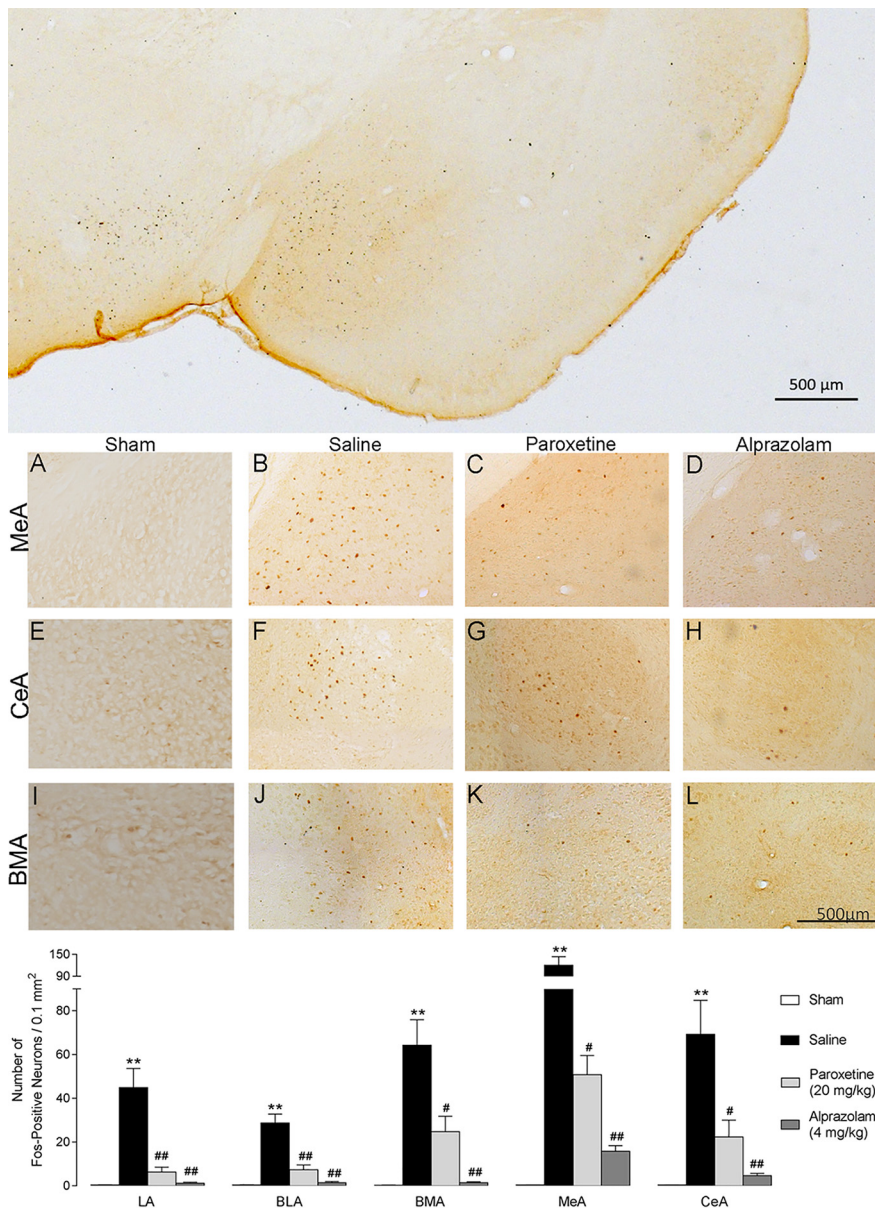 500 µm
Sham Saline Paroxetine Alprazolam
MeA
A B C D
CeA
E F G H
BMA
I J K L
500µm
Number of
Fos-Positive Neurons / 0.1 mm²
150
90
80
60
40
20
0
** ## ##
** ## ##
** # ##
** # ##
** # ##
LA BLA BMA MeA CeA
Sham
Saline
Paroxetine
(20 mg/kg)
Alprazolam
(4 mg/kg)